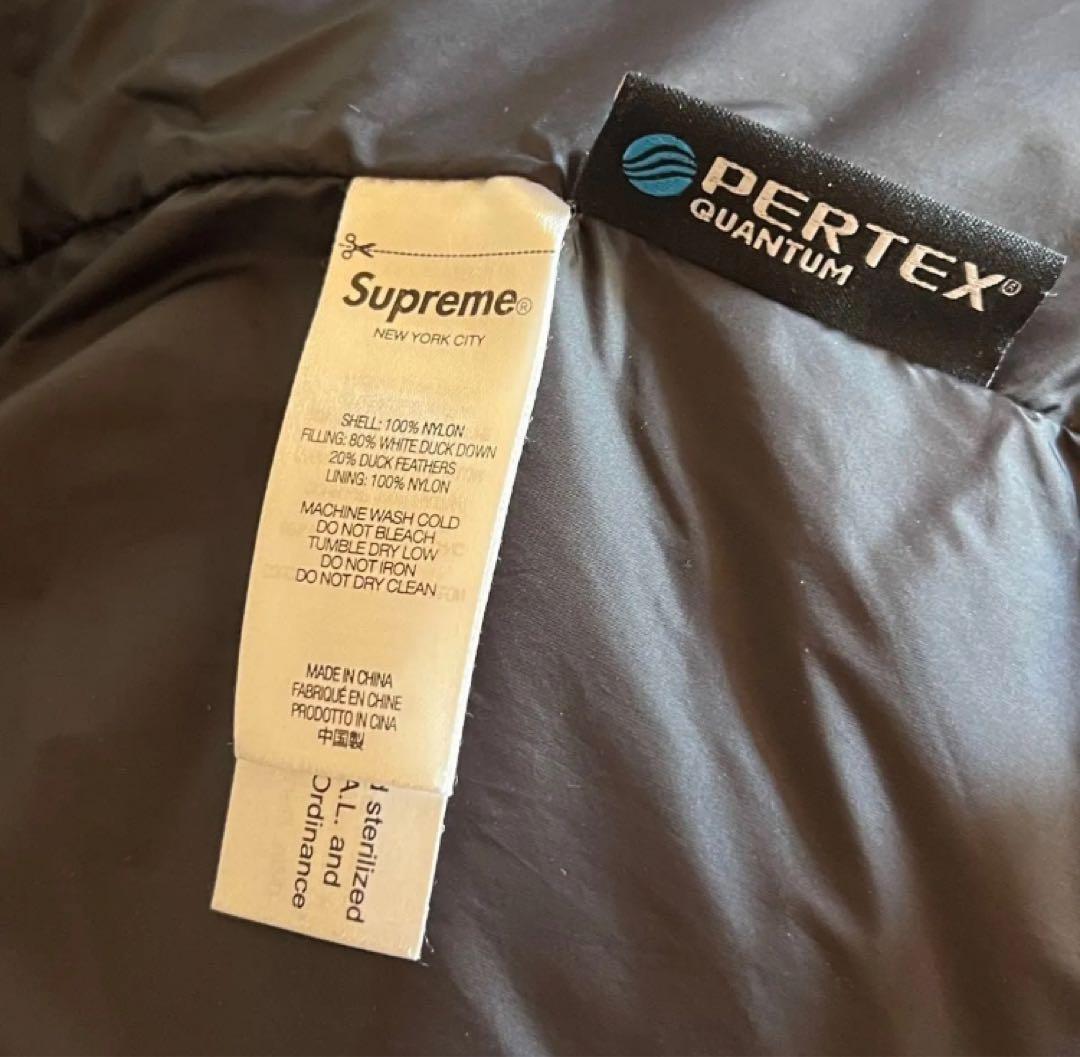 Supreme®
NEW YORK CITY
SHELL: 100% NYLON
FILLING: 80% WHITE DUCK DOWN
20% DUCK FEATHERS
LINING: 100% NYLON
MACHINE WASH COLD
DO NOT BLEACH
TUMBLE DRY LOW
DO NOT IRON
DO NOT DRY CLEAN
MADE IN CHINA
FABRIQUÉ EN CHINE
PRODOTTO IN CINA
中国製
sterilized
A.L. and
Ordinance
PERTEX®
QUANTUM